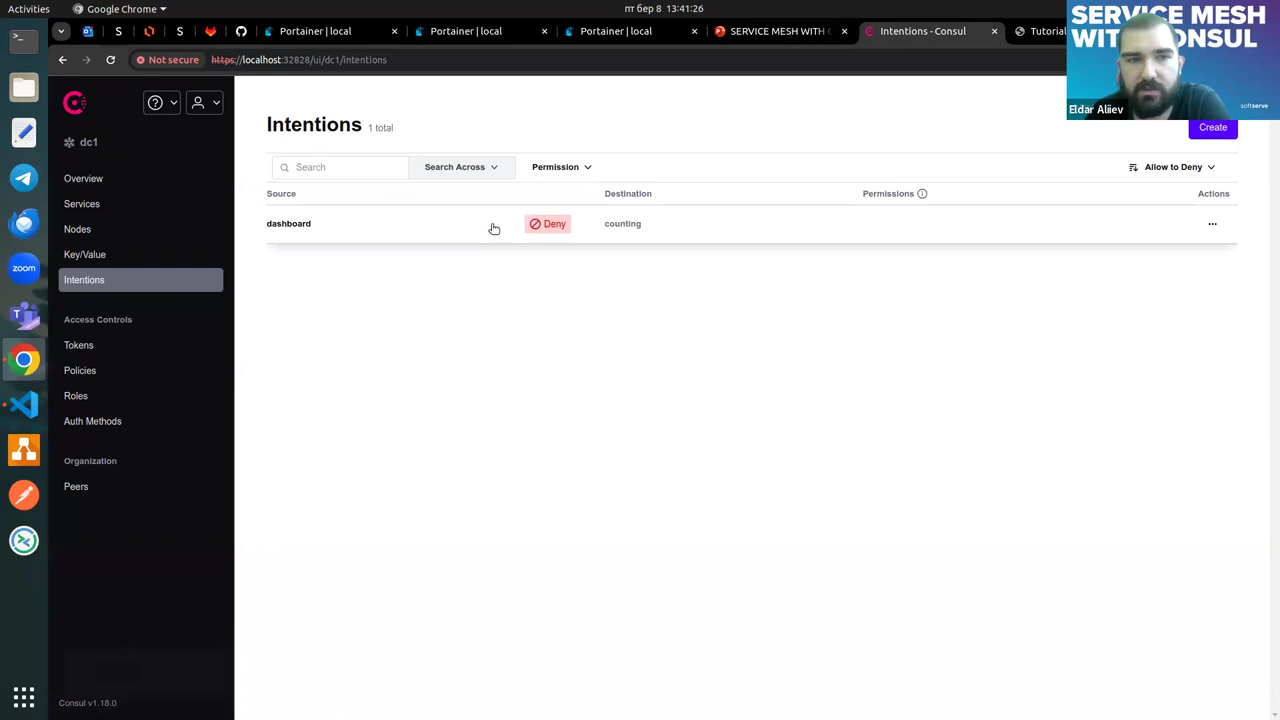 Activities
Google Chrome
пт бер 8 13:41:26
Portainer | local
Portainer | local
Portainer | local
SERVICE MESH WITH C
Intentions - Consul
Tutorial
Not secure
https://localhost:32828/ui/dc1/intentions
SERVICE MESH
WITH CONSUL
Eldar Aliiev
softserve
dc1
Overview
Services
Nodes
Key/Value
Intentions
Access Controls
Tokens
Policies
Roles
Auth Methods
Organization
Peers
Consul v1.18.0
Intentions 1 total
Create
Search
Search Across
Permission
Allow to Deny
Source Destination Permissions Actions
dashboard Deny counting
zoom